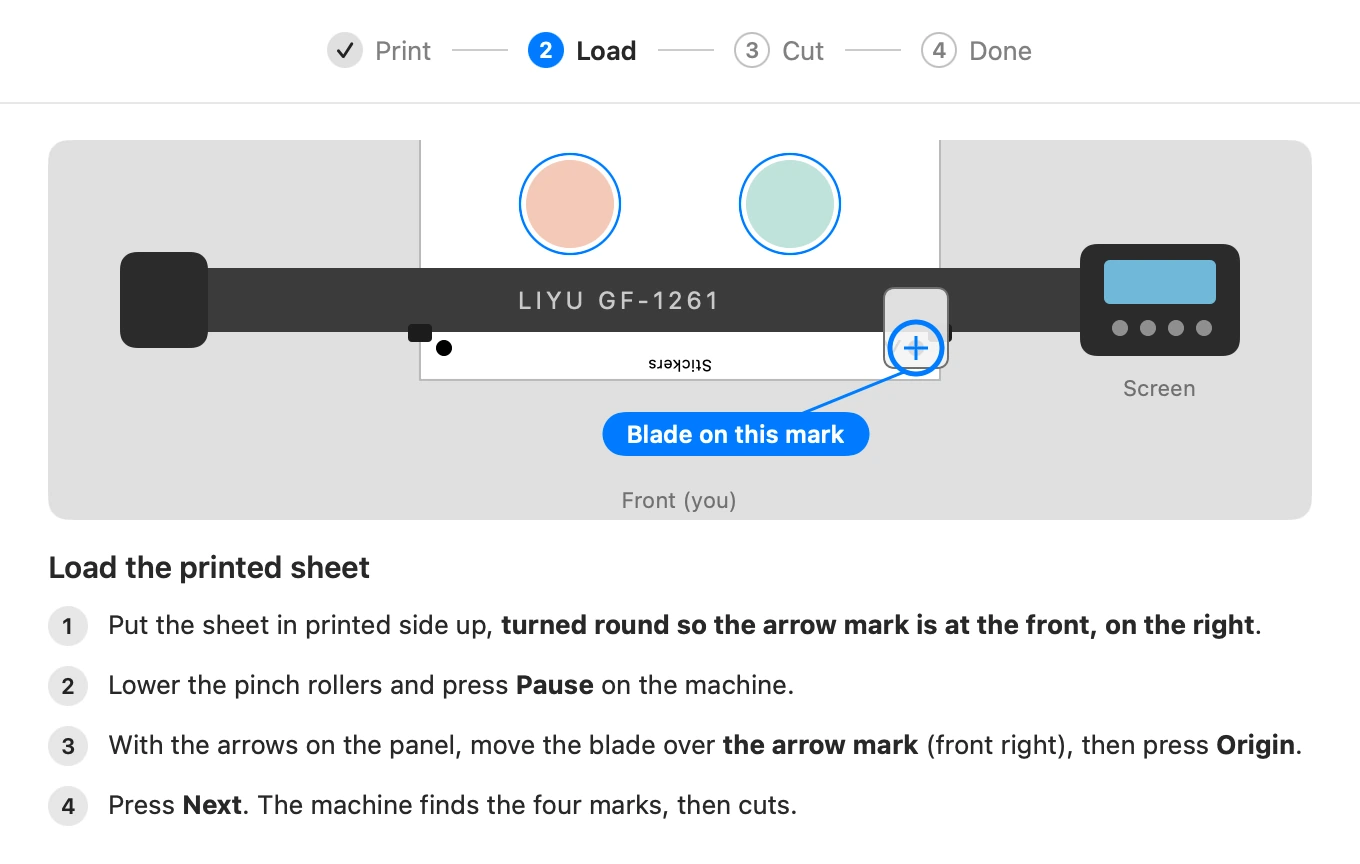 Print
2 Load
3 Cut
4 Done
LIYU GF-1261
Stickers
Blade on this mark
Screen
Front (you)
Load the printed sheet
1 Put the sheet in printed side up, turned round so the arrow mark is at the front, on the right.
2 Lower the pinch rollers and press Pause on the machine.
3 With the arrows on the panel, move the blade over the arrow mark (front right), then press Origin.
4 Press Next. The machine finds the four marks, then cuts.